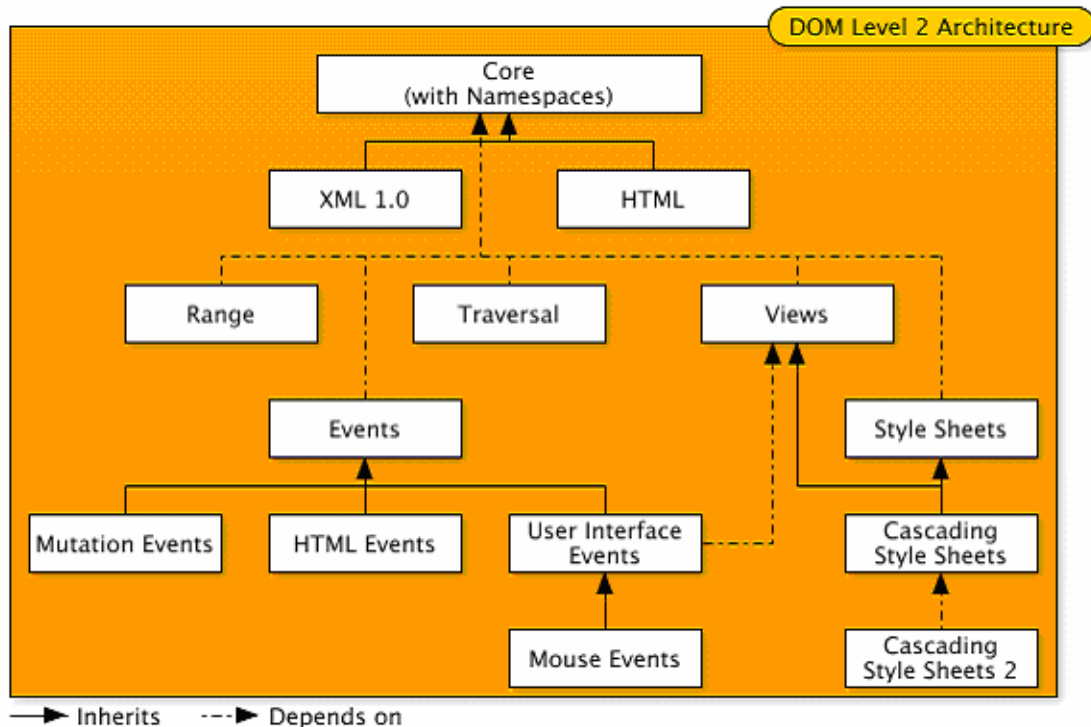 DOM Level 2 Architecture
Core
(with Namespaces)
XML 1.0
HTML
Range
Traversal
Views
Events
Style Sheets
Mutation Events
HTML Events
User Interface
Events
Cascading
Style Sheets
Mouse Events
Cascading
Style Sheets 2
Inherits
Depends on